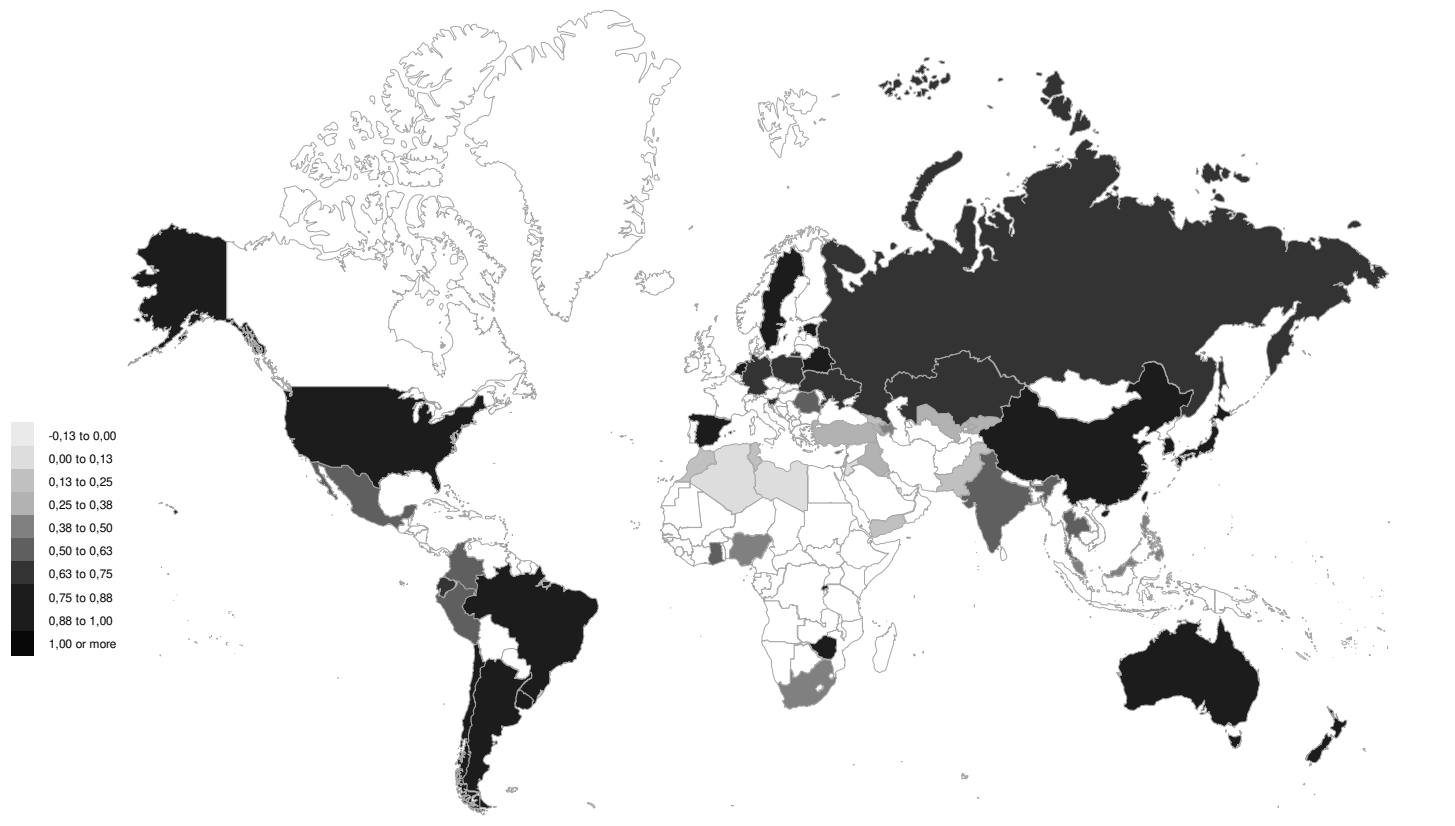 -0,13 to 0,00
0,00 to 0,13
0,13 to 0,25
0,25 to 0,38
0,38 to 0,50
0,50 to 0,63
0,63 to 0,75
0,75 to 0,88
0,88 to 1,00
1,00 or more